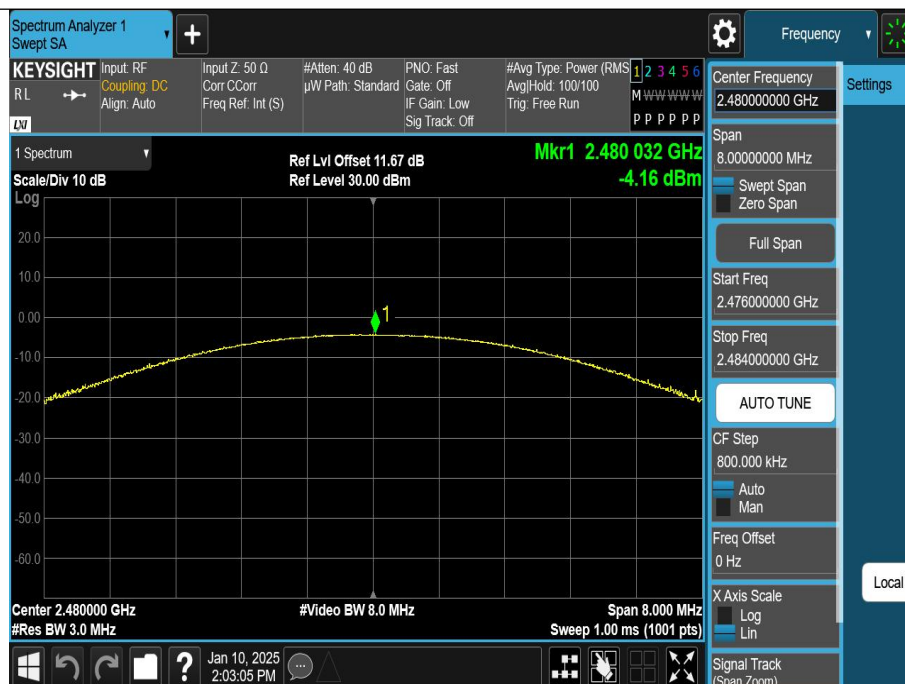 Spectrum Analyzer 1
Swept SA
Frequency
KEYSIGHT
RL
LXI
Input: RF
Coupling: DC
Align: Auto
Input Z: 50 Ω
Corr CCorr
Freq Ref: Int (S)
#Atten: 40 dB
µW Path: Standard
PNO: Fast
Gate: Off
IF Gain: Low
Sig Track: Off
#Avg Type: Power (RMS
Avg|Hold: 100/100
Trig: Free Run
1 2 3 4 5 6
M W W W W W
P P P P P P
1 Spectrum
Scale/Div 10 dB
Log
Ref Lvl Offset 11.67 dB
Ref Level 30.00 dBm
Mkr1 2.480 032 GHz
-4.16 dBm
20.0
10.0
0.00
-10.0
-20.0
-30.0
-40.0
-50.0
-60.0
1
Center 2.480000 GHz
#Res BW 3.0 MHz
#Video BW 8.0 MHz
Span 8.000 MHz
Sweep 1.00 ms (1001 pts)
?
Jan 10, 2025
2:03:05 PM
Center Frequency
2.480000000 GHz
Span
8.00000000 MHz
Swept Span
Zero Span
Full Span
Start Freq
2.476000000 GHz
Stop Freq
2.484000000 GHz
AUTO TUNE
CF Step
800.000 kHz
Auto
Man
Freq Offset
0 Hz
X Axis Scale
Log
Lin
Signal Track
(Span Zoom)
Settings
Local